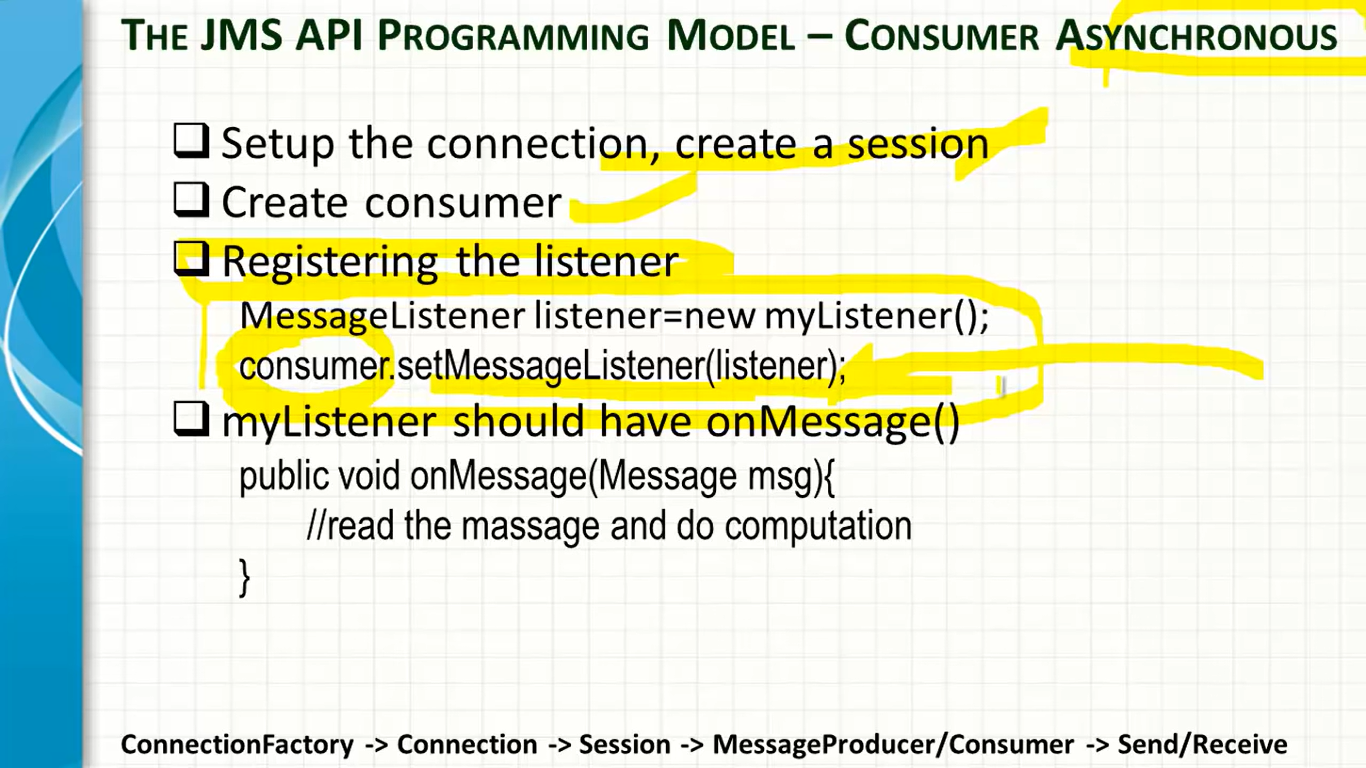 THE JMS API PROGRAMMING MODEL – CONSUMER ASYNCHRONOUS
Setup the connection, create a session
Create consumer
Registering the listener
MessageListener listener=new myListener();
consumer.setMessageListener(listener);
myListener should have onMessage()
public void onMessage(Message msg){
//read the massage and do computation
}
ConnectionFactory -> Connection -> Session -> MessageProducer/Consumer -> Send/Receive